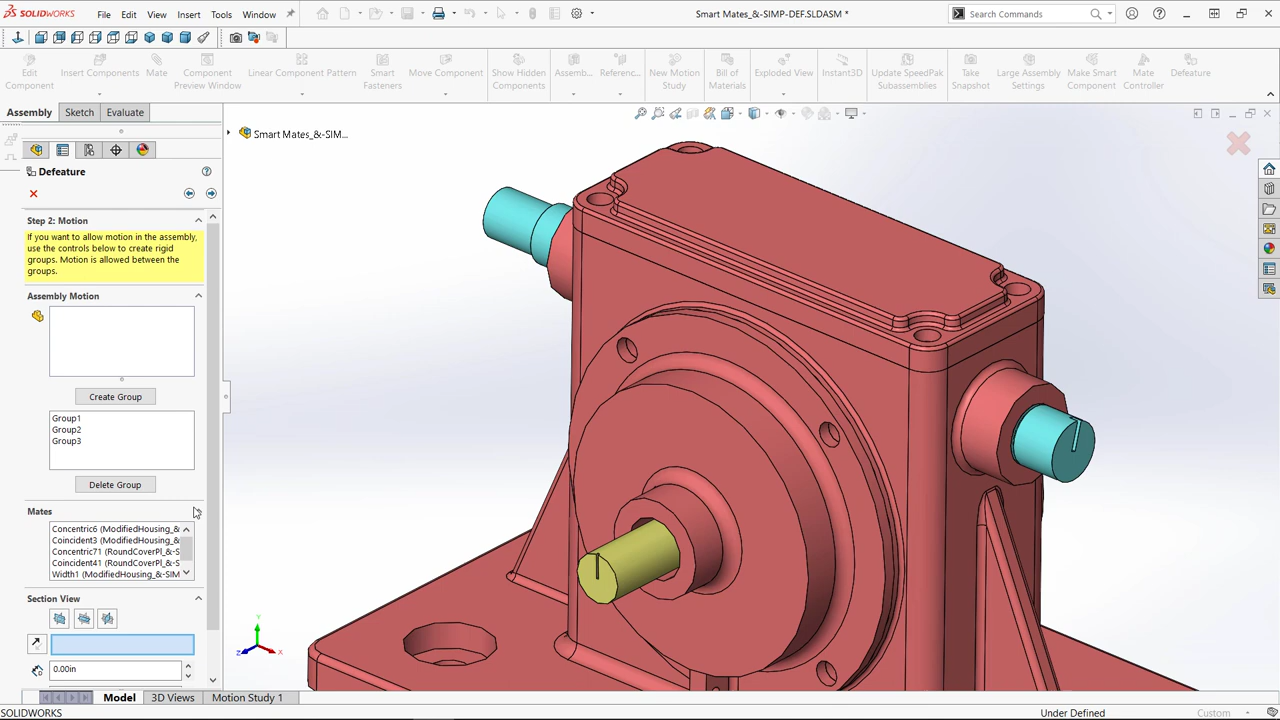 SOLIDWORKS File Edit View Insert Tools Window Smart Mates_&-SIMP-DEF.SLDASM * Search Commands
Edit Component
Insert Components
Mate
Component Preview Window
Linear Component Pattern
Smart Fasteners
Move Component
Show Hidden Components
Assemb...
Referenc...
New Motion Study
Bill of Materials
Exploded View
Instant3D
Update SpeedPak Subassemblies
Take Snapshot
Large Assembly Settings
Make Smart Component
Mate Controller
Defeature
Assembly Sketch Evaluate
Smart Mates_&-SIM...
Defeature
Step 2: Motion
If you want to allow motion in the assembly,
use the controls below to create rigid
groups. Motion is allowed between the
groups.
Assembly Motion
Create Group
Group1
Group2
Group3
Delete Group
Mates
Concentric6 (ModifiedHousing_&
Coincident3 (ModifiedHousing_&
Concentric71 (RoundCoverPl_&-S
Coincident41 (RoundCoverPl_&-S
Width1 (ModifiedHousing_&-SIM
Section View
0.00in
Y
Z X
Model 3D Views Motion Study 1
SOLIDWORKS Under Defined Custom